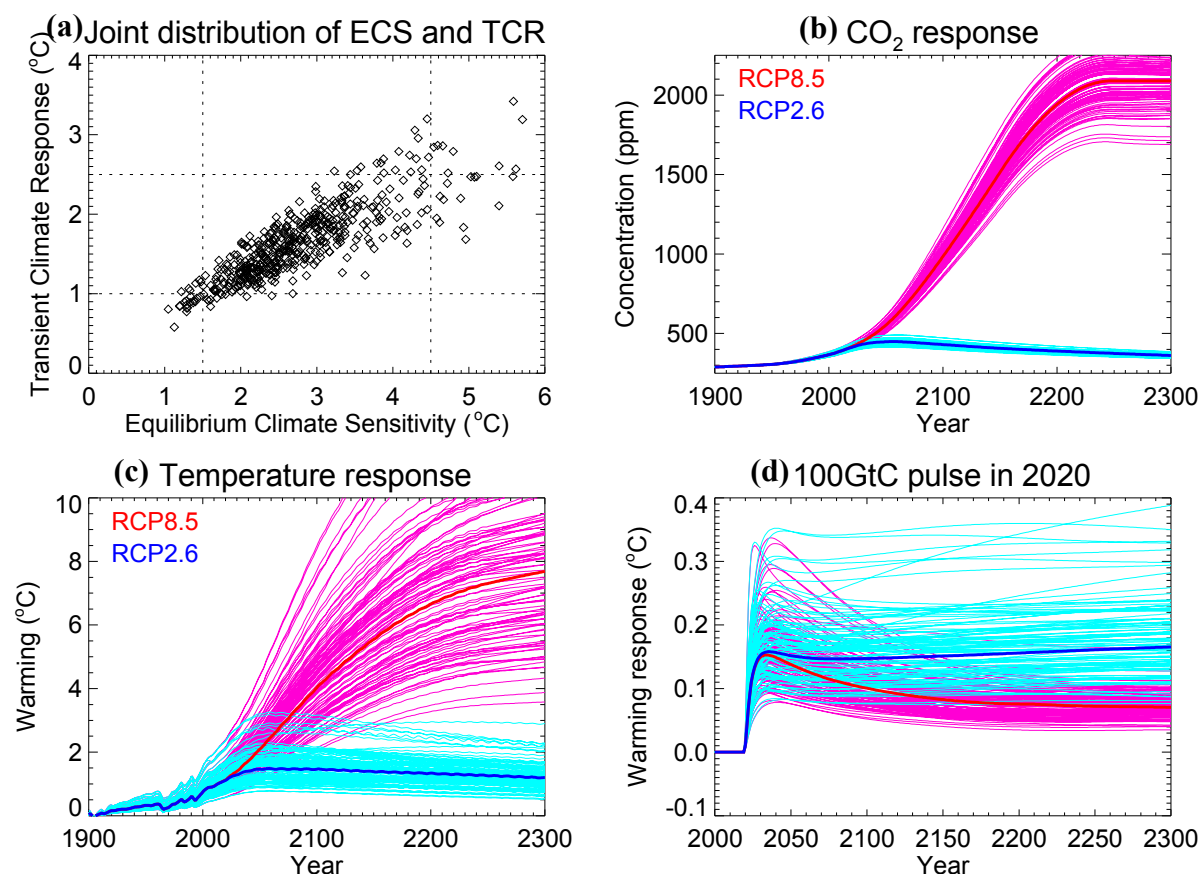 (a) Joint distribution of ECS and TCR
Transient Climate Response (°C)
4
3
2
1
0
0 1 2 3 4 5 6
Equilibrium Climate Sensitivity (°C)
(b) CO₂ response
RCP8.5
RCP2.6
Concentration (ppm)
2000
1500
1000
500
1900 2000 2100 2200 2300
Year
(c) Temperature response
RCP8.5
RCP2.6
Warming (°C)
10
8
6
4
2
0
1900 2000 2100 2200 2300
Year
(d) 100GtC pulse in 2020
Warming response (°C)
0.4
0.3
0.2
0.1
0.0
-0.1
2000 2050 2100 2150 2200 2250 2300
Year